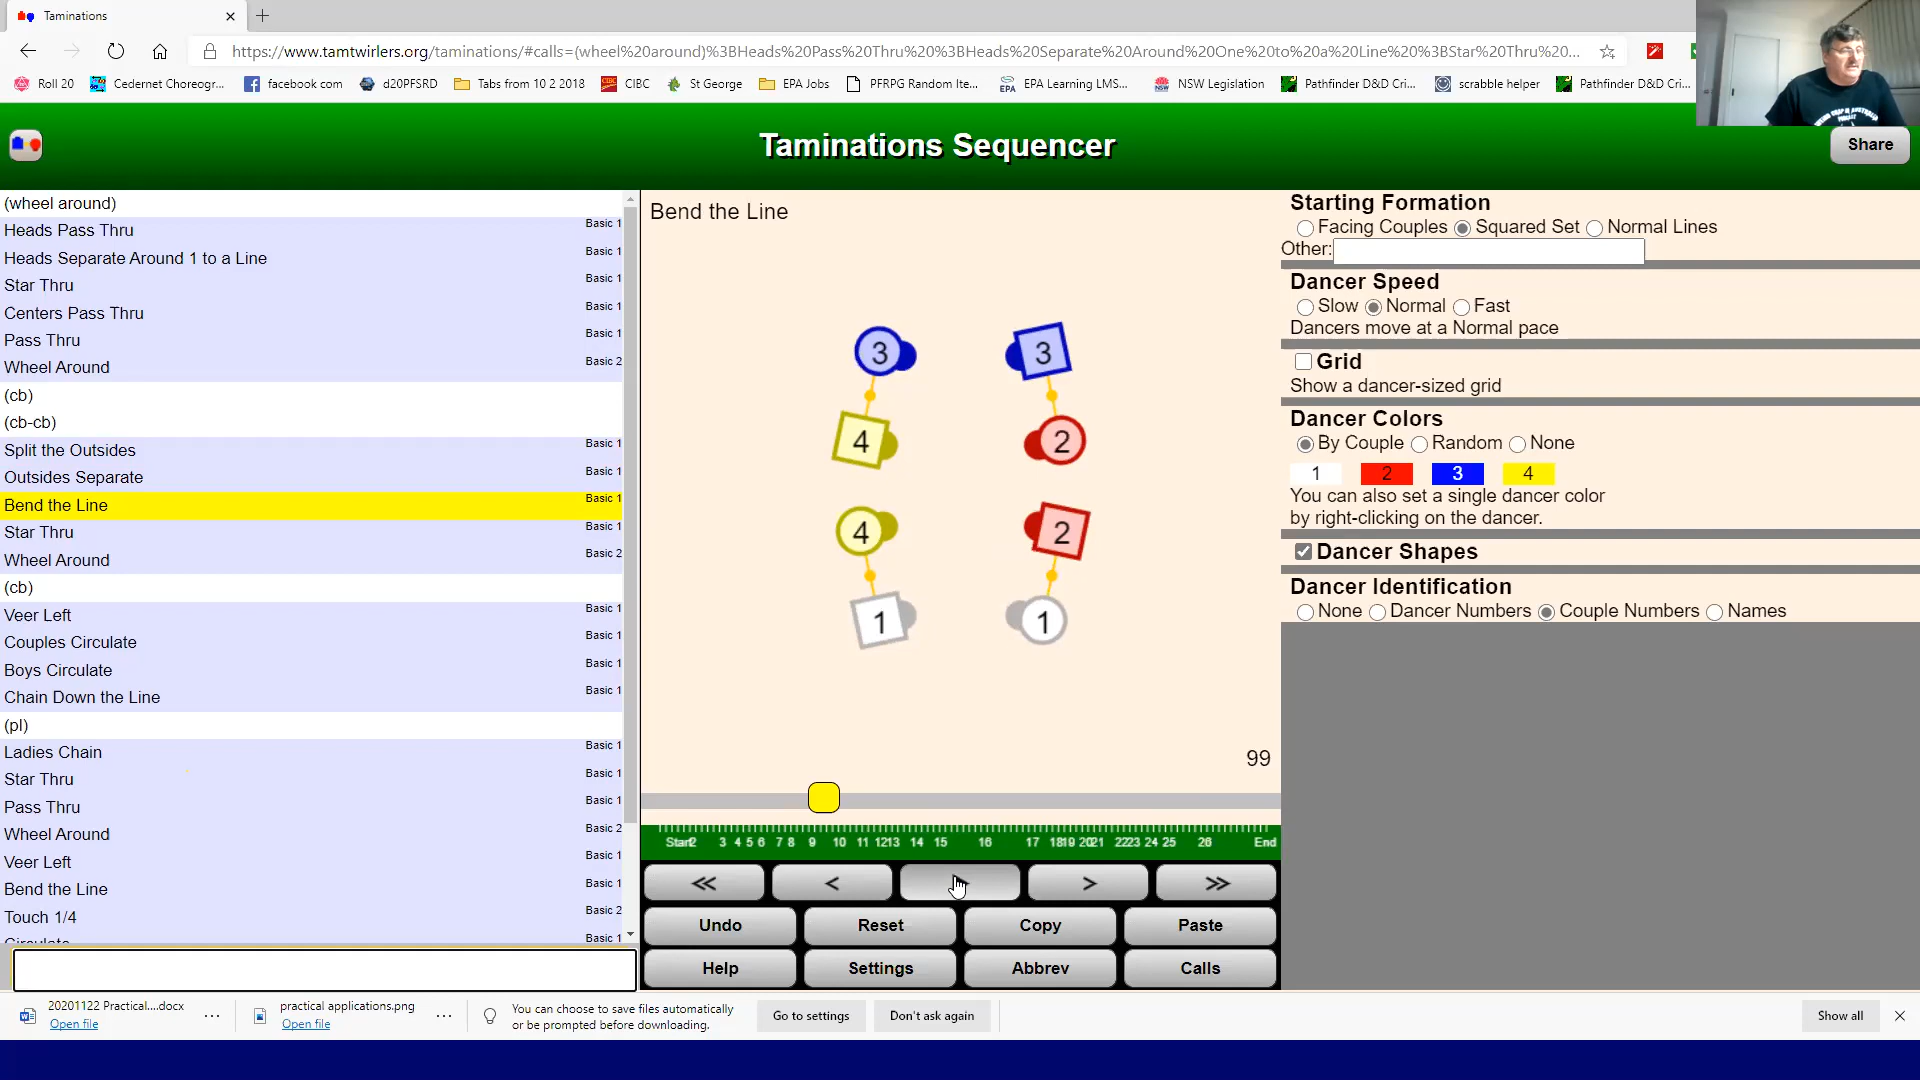 Taminations
https://www.tamtwirlers.org/taminations/#calls=(wheel%20around)%3BHeads%20Pass%20Thru%20%3BHeads%20Separate%20Around%20One%20to%20a%20Line%20%3BStar%20Thru%20...
Roll 20
Cedernet Choreogr...
facebook com
d20PFSRD
Tabs from 10 2 2018
CIBC
St George
EPA Jobs
PFRPG Random Ite...
EPA Learning LMS...
NSW Legislation
Pathfinder D&D Cri...
scrabble helper
Pathfinder D&D Cri...
Taminations Sequencer
Share
(wheel around)
Heads Pass Thru Basic 1
Heads Separate Around 1 to a Line Basic 1
Star Thru Basic 1
Centers Pass Thru Basic 1
Pass Thru Basic 1
Wheel Around Basic 2
(cb)
(cb-cb)
Split the Outsides Basic 1
Outsides Separate Basic 1
Bend the Line Basic 1
Star Thru Basic 1
Wheel Around Basic 2
(cb)
Veer Left Basic 1
Couples Circulate Basic 1
Boys Circulate Basic 1
Chain Down the Line Basic 1
(pl)
Ladies Chain Basic 1
Star Thru Basic 1
Pass Thru Basic 1
Wheel Around Basic 2
Veer Left Basic 1
Bend the Line Basic 1
Touch 1/4 Basic 2
Circulate Basic 1
Bend the Line
3 3
4 2
4 2
1 1
99
Start2 3 4 5 6 7 8 9 10 11 1213 14 15 16 17 1819 2021 2223 24 25 26 End
<< < > >>
Undo Reset Copy Paste
Help Settings Abbrev Calls
Starting Formation
Facing Couples Squared Set Normal Lines
Other:
Dancer Speed
Slow Normal Fast
Dancers move at a Normal pace
Grid
Show a dancer-sized grid
Dancer Colors
By Couple Random None
1 2 3 4
You can also set a single dancer color
by right-clicking on the dancer.
Dancer Shapes
Dancer Identification
None Dancer Numbers Couple Numbers Names
20201122 Practical....docx
Open file
practical applications.png
Open file
You can choose to save files automatically
or be prompted before downloading.
Go to settings
Don't ask again
Show all